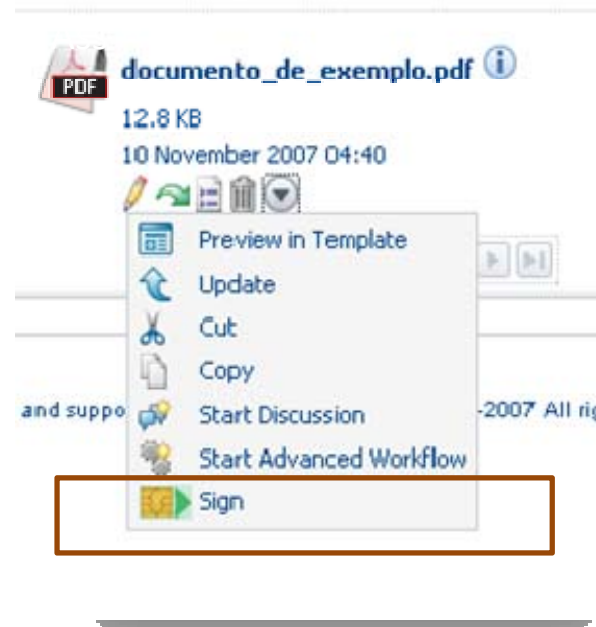 PDF
documento_de_exemplo.pdf
12.8 KB
10 November 2007 04:40
Preview in Template
Update
Cut
Copy
and suppo
Start Discussion
-2007 All rig
Start Advanced Workflow
Sign